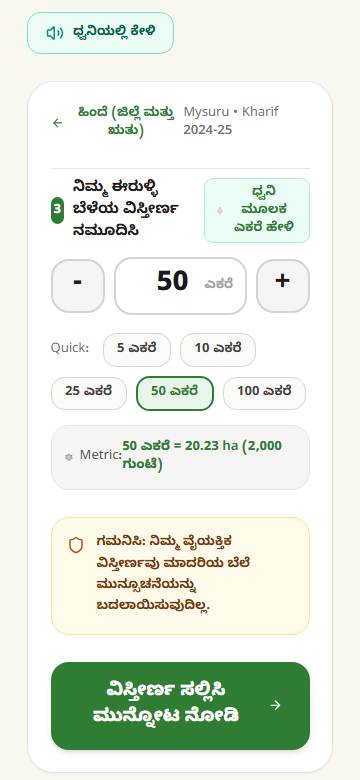 ಧ್ವನಿಯಲ್ಲಿ ಕೇಳಿ
ಹಿಂದೆ (ಜಿಲ್ಲೆ ಮತ್ತು
ಋತು)
Mysuru • Kharif
2024-25
3
ನಿಮ್ಮ ಈರುಳ್ಳಿ
ಬೆಳೆಯ ವಿಸ್ತೀರ್ಣ
ನಮೂದಿಸಿ
ಧ್ವನಿ
ಮೂಲಕ
ಎಕರೆ ಹೇಳಿ
- 50 ಎಕರೆ +
Quick: 5 ಎಕರೆ 10 ಎಕರೆ
25 ಎಕರೆ 50 ಎಕರೆ 100 ಎಕರೆ
Metric: 50 ಎಕರೆ = 20.23 ha (2,000
ಗುಂಟೆ)
ಗಮನಿಸಿ: ನಿಮ್ಮ ವೈಯಕ್ತಿಕ
ವಿಸ್ತೀರ್ಣವು ಮಾದರಿಯ ಬೆಲೆ
ಮುನ್ಸೂಚನೆಯನ್ನು
ಬದಲಾಯಿಸುವುದಿಲ್ಲ.
ವಿಸ್ತೀರ್ಣ ಸಲ್ಲಿಸಿ
ಮುನ್ನೋಟ ನೋಡಿ